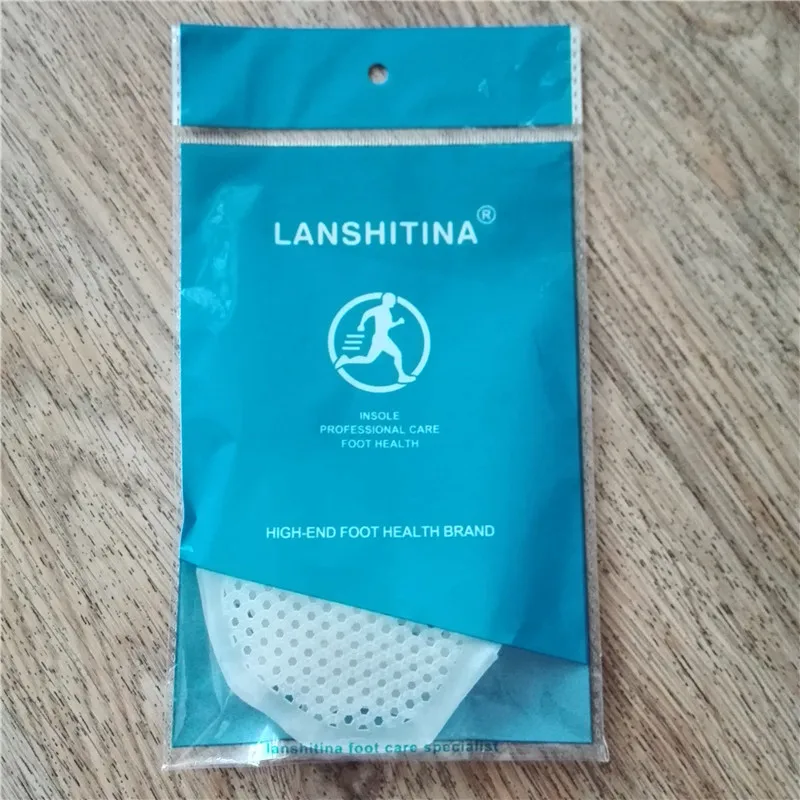 LANSHITINA®
INSOLE
PROFESSIONAL CARE
FOOT HEALTH
HIGH-END FOOT HEALTH BRAND
lanshitina foot care specialist